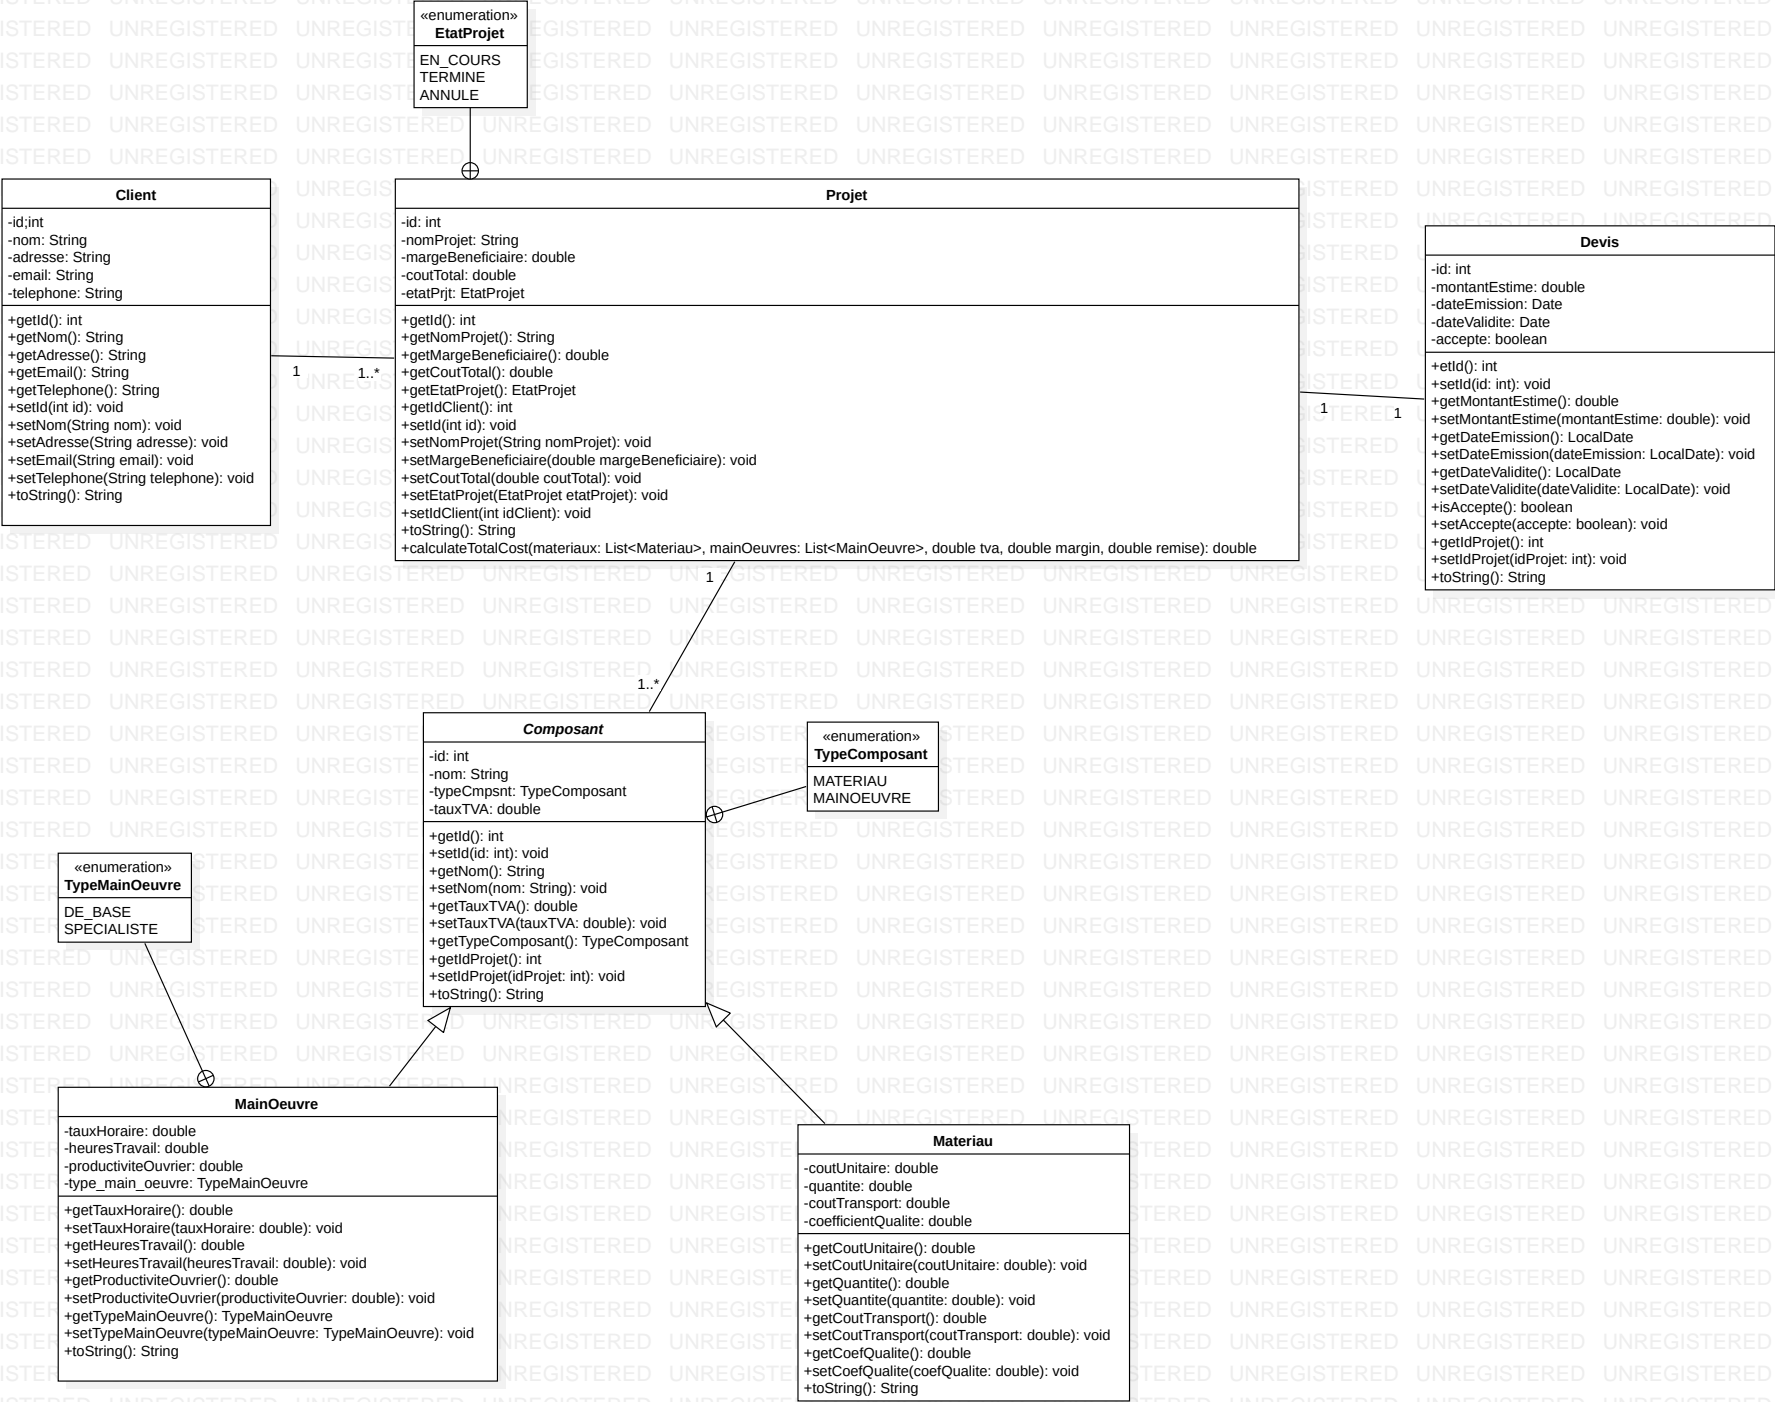 «enumeration»
EtatProjet
EN_COURS
TERMINE
ANNULE
Client
-id;int
-nom: String
-adresse: String
-email: String
-telephone: String
+getId(): int
+getNom(): String
+getAdresse(): String
+getEmail(): String
+getTelephone(): String
+setId(int id): void
+setNom(String nom): void
+setAdresse(String adresse): void
+setEmail(String email): void
+setTelephone(String telephone): void
+toString(): String
1
1..*
Projet
-id: int
-nomProjet: String
-margeBeneficiaire: double
-coutTotal: double
-etatPrjt: EtatProjet
+getId(): int
+getNomProjet(): String
+getMargeBeneficiaire(): double
+getCoutTotal(): double
+getEtatProjet(): EtatProjet
+getIdClient(): int
+setId(int id): void
+setNomProjet(String nomProjet): void
+setMargeBeneficiaire(double margeBeneficiaire): void
+setCoutTotal(double coutTotal): void
+setEtatProjet(EtatProjet etatProjet): void
+setIdClient(int idClient): void
+toString(): String
+calculateTotalCost(materiaux: List<Materiau>, mainOeuvres: List<MainOeuvre>, double tva, double margin, double remise): double
1
1
Devis
-id: int
-montantEstime: double
-dateEmission: Date
-dateValidite: Date
-accepte: boolean
+etId(): int
+setId(id: int): void
+getMontantEstime(): double
+setMontantEstime(montantEstime: double): void
+getDateEmission(): LocalDate
+setDateEmission(dateEmission: LocalDate): void
+getDateValidite(): LocalDate
+setDateValidite(dateValidite: LocalDate): void
+isAccepte(): boolean
+setAccepte(accepte: boolean): void
+getIdProjet(): int
+setIdProjet(idProjet: int): void
+toString(): String
1
1..*
Composant
-id: int
-nom: String
-typeCmpsnt: TypeComposant
-tauxTVA: double
+getId(): int
+setId(id: int): void
+getNom(): String
+setNom(nom: String): void
+getTauxTVA(): double
+setTauxTVA(tauxTVA: double): void
+getTypeComposant(): TypeComposant
+getIdProjet(): int
+setIdProjet(idProjet: int): void
+toString(): String
«enumeration»
TypeComposant
MATERIAU
MAINOEUVRE
«enumeration»
TypeMainOeuvre
DE_BASE
SPECIALISTE
MainOeuvre
-tauxHoraire: double
-heuresTravail: double
-productiviteOuvrier: double
-type_main_oeuvre: TypeMainOeuvre
+getTauxHoraire(): double
+setTauxHoraire(tauxHoraire: double): void
+getHeuresTravail(): double
+setHeuresTravail(heuresTravail: double): void
+getProductiviteOuvrier(): double
+setProductiviteOuvrier(productiviteOuvrier: double): void
+getTypeMainOeuvre(): TypeMainOeuvre
+setTypeMainOeuvre(typeMainOeuvre: TypeMainOeuvre): void
+toString(): String
Materiau
-coutUnitaire: double
-quantite: double
-coutTransport: double
-coefficientQualite: double
+getCoutUnitaire(): double
+setCoutUnitaire(coutUnitaire: double): void
+getQuantite(): double
+setQuantite(quantite: double): void
+getCoutTransport(): double
+setCoutTransport(coutTransport: double): void
+getCoefQualite(): double
+setCoefQualite(coefQualite: double): void
+toString(): String
UNREGISTERED